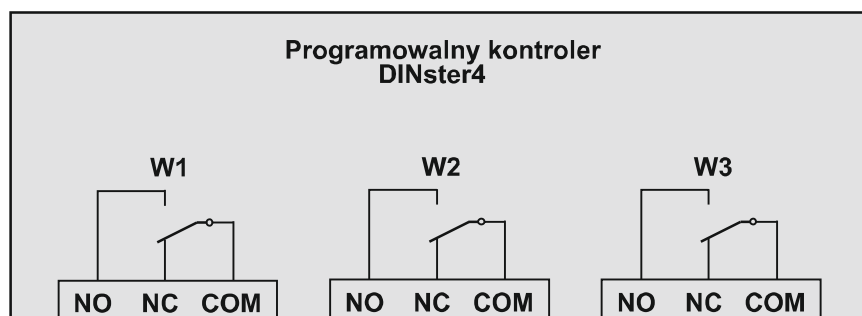 Programowalny kontroler
DINster4
W1 W2 W3
NO NC COM NO NC COM NO NC COM